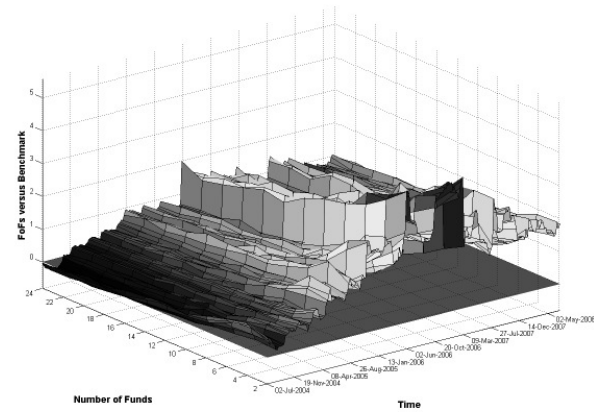 5
4
3
2
1
0
FoFs versus Benchmark
24
22
20
18
16
14
12
10
8
6
4
2
Number of Funds
02-Jul-2004
19-Nov-2004
08-Apr-2005
26-Aug-2005
13-Jan-2006
02-Jun-2006
20-Oct-2006
09-Mar-2007
27-Jul-2007
14-Dec-2007
02-May-2008
Time